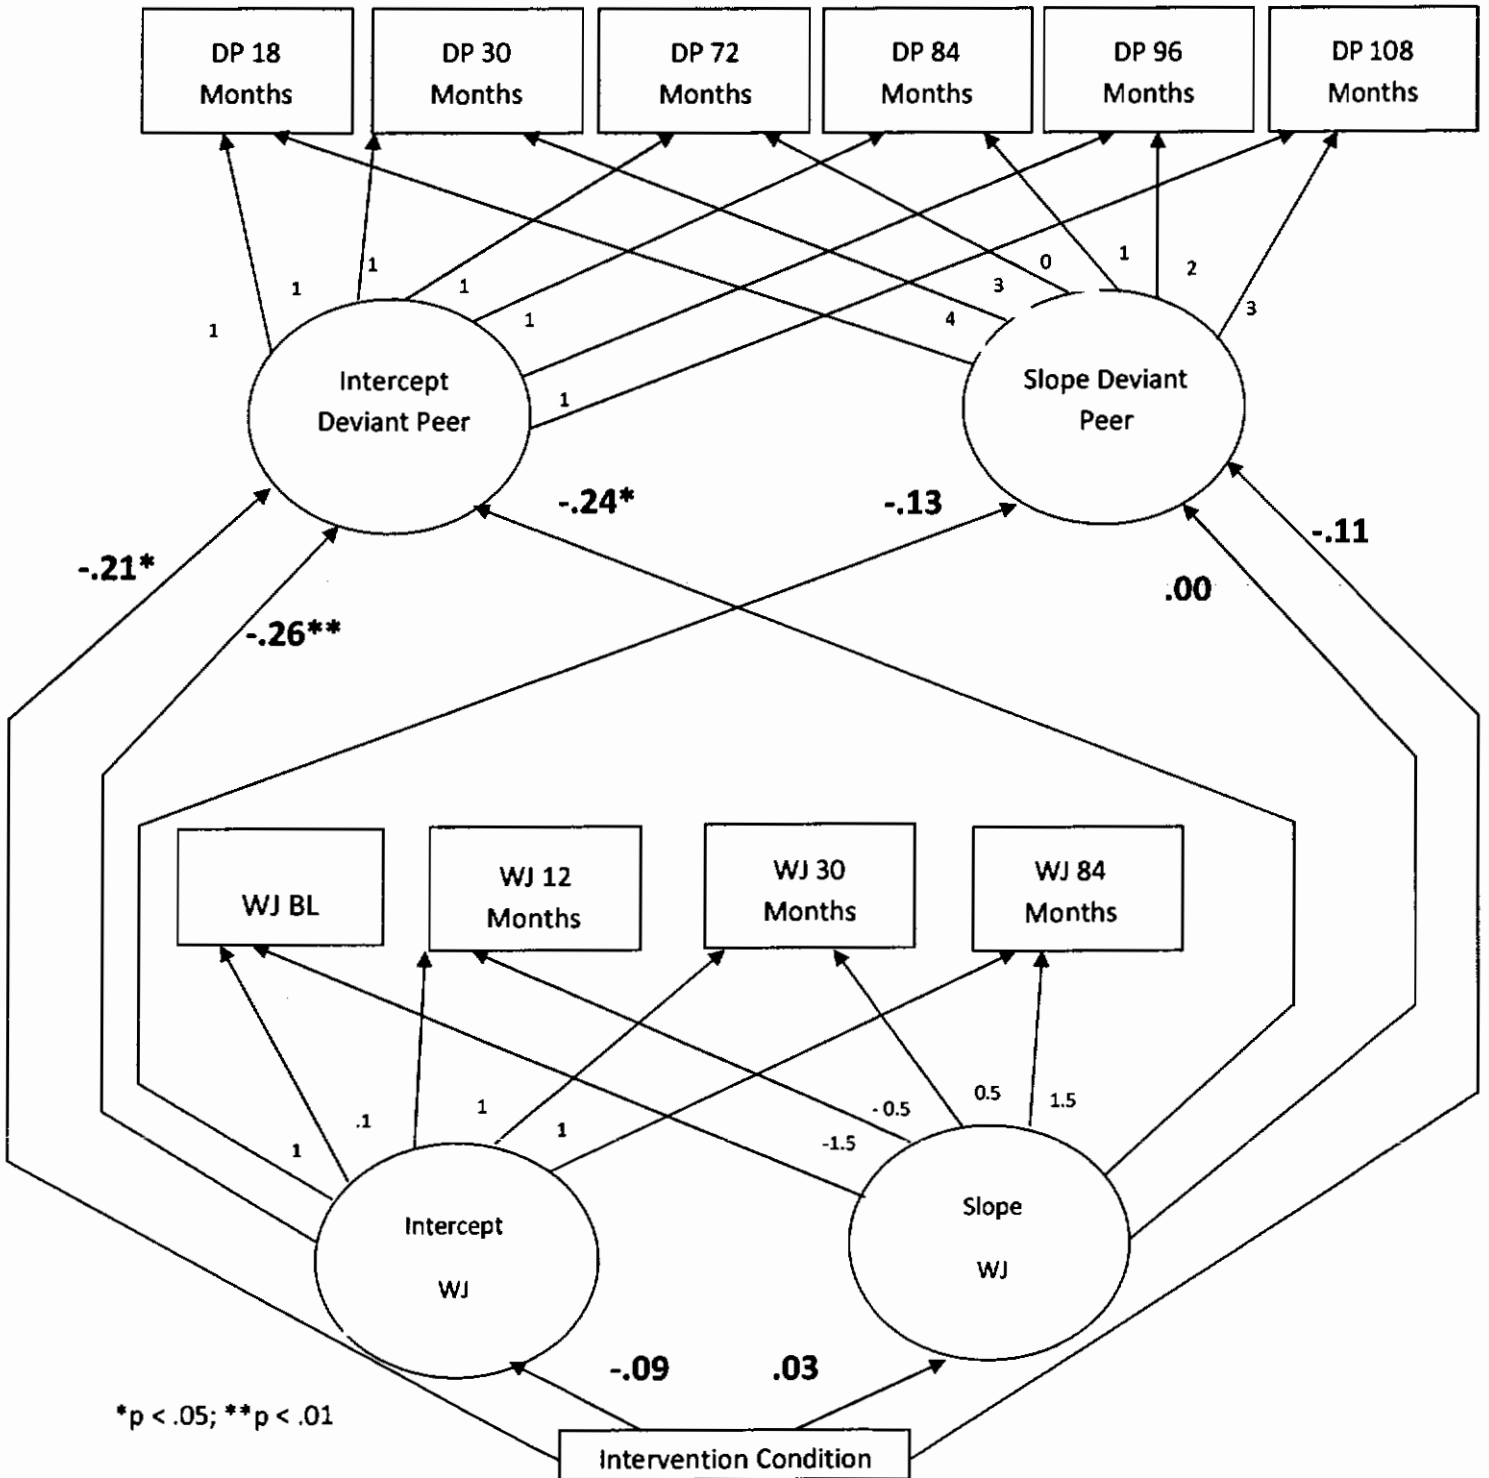 DP 18
Months
DP 30
Months
DP 72
Months
DP 84
Months
DP 96
Months
DP 108
Months
1
1
1
1
1
1
4
3
0
1
2
3
Intercept
Deviant Peer
Slope Deviant
Peer
-.24*
-.13
-.21*
-.26**
-.11
.00
WJ BL
WJ 12
Months
WJ 30
Months
WJ 84
Months
1
.1
1
1
-1.5
- 0.5
0.5
1.5
Intercept
WJ
Slope
WJ
-.09
.03
*p < .05; **p < .01
Intervention Condition